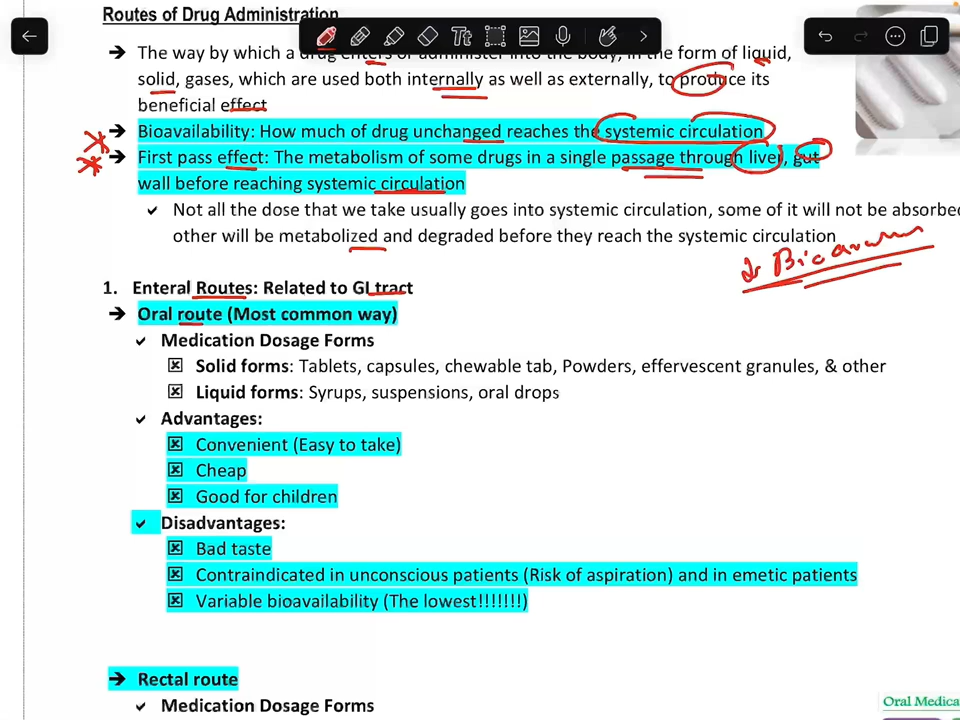 Routes of Drug Administration
Tt
→ The way by which a drug enters or administer into the body, in the form of liquid,
solid, gases, which are used both internally as well as externally, to produce its
beneficial effect
→ Bioavailability: How much of drug unchanged reaches the systemic circulation
→ First pass effect: The metabolism of some drugs in a single passage through liver, gut
wall before reaching systemic circulation
✓ Not all the dose that we take usually goes into systemic circulation, some of it will not be absorbed
other will be metabolized and degraded before they reach the systemic circulation
1. Enteral Routes: Related to GI tract
→ Oral route (Most common way)
✓ Medication Dosage Forms
☒ Solid forms: Tablets, capsules, chewable tab, Powders, effervescent granules, & other
☒ Liquid forms: Syrups, suspensions, oral drops
✓ Advantages:
☒ Convenient (Easy to take)
☒ Cheap
☒ Good for children
✓ Disadvantages:
☒ Bad taste
☒ Contraindicated in unconscious patients (Risk of aspiration) and in emetic patients
☒ Variable bioavailability (The lowest!!!!!!!)
→ Rectal route
✓ Medication Dosage Forms
Oral Medica